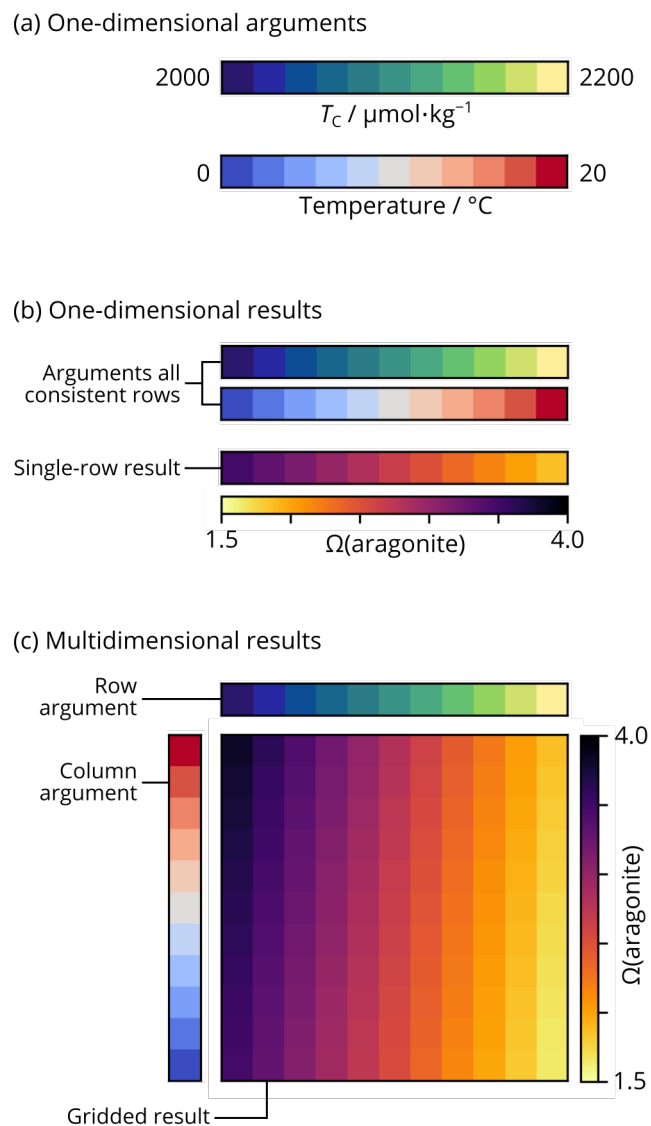 (a) One-dimensional arguments
2000 2200
T_C / μmol·kg⁻¹
0 20
Temperature / °C
(b) One-dimensional results
Arguments all
consistent rows
Single-row result
1.5 4.0
Ω(aragonite)
(c) Multidimensional results
Row
argument
4.0
Column
argument
Ω(aragonite)
1.5
Gridded result